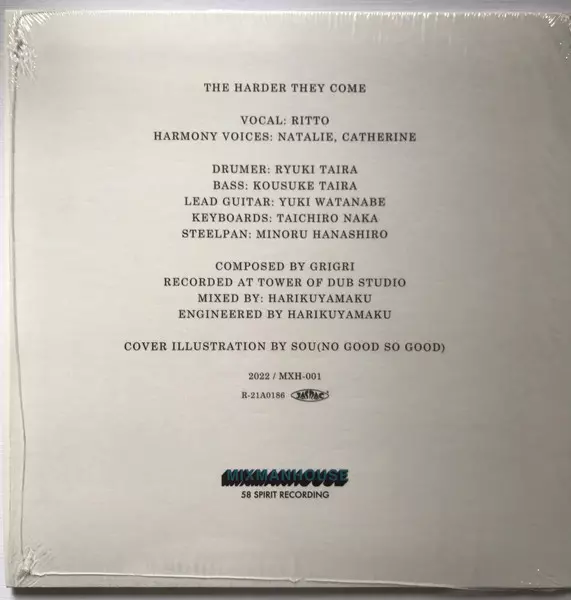 THE HARDER THEY COME
VOCAL: RITTO
HARMONY VOICES: NATALIE, CATHERINE
DRUMER: RYUKI TAIRA
BASS: KOUSUKE TAIRA
LEAD GUITAR: YUKI WATANABE
KEYBOARDS: TAICHIRO NAKA
STEELPAN: MINORU HANASHIRO
COMPOSED BY GRIGRI
RECORDED AT TOWER OF DUB STUDIO
MIXED BY: HARIKUYAMAKU
ENGINEERED BY HARIKUYAMAKU
COVER ILLUSTRATION BY SOU(NO GOOD SO GOOD)
2022 / MXH-001
R-21A0186 JASRAC
MIXMANHOUSE
58 SPIRIT RECORDING